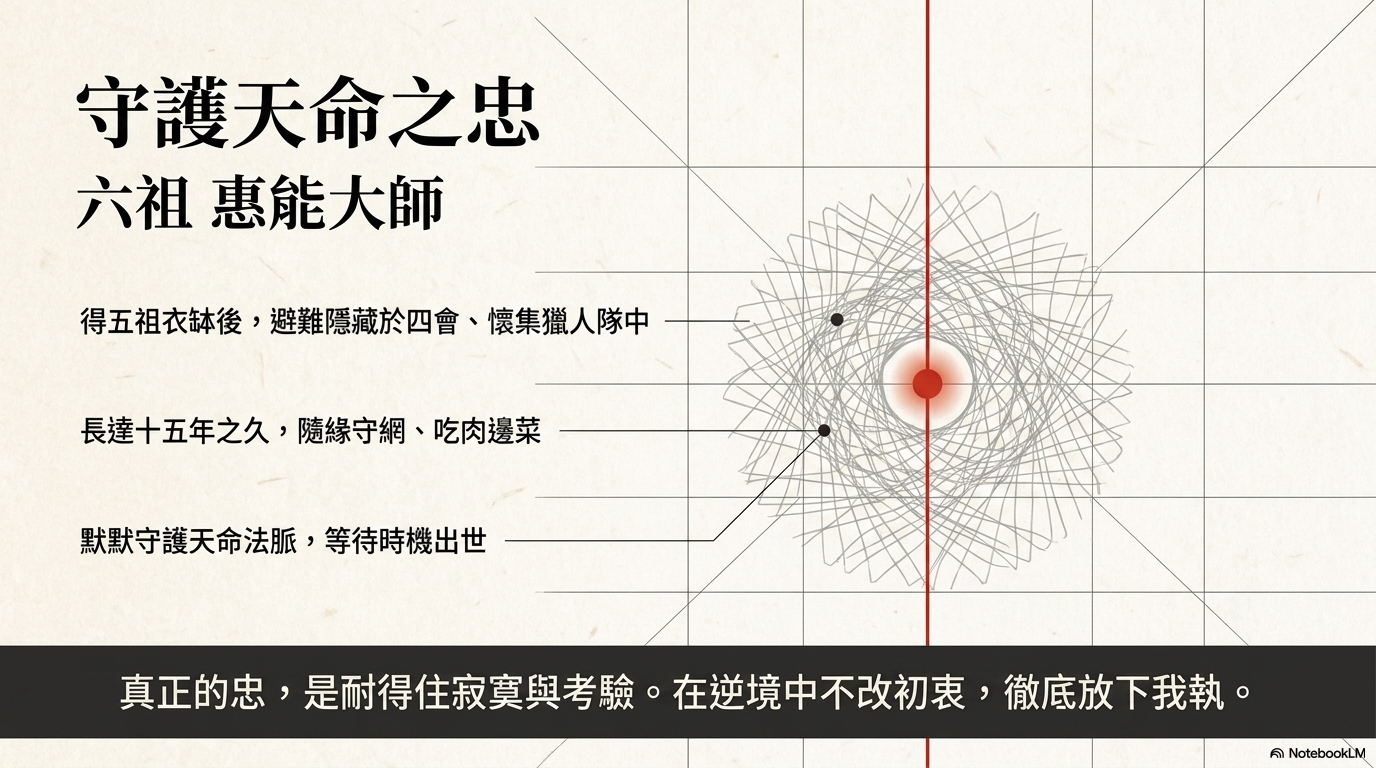 守護天命之忠
六祖 惠能大師
得五祖衣缽後，避難隱藏於四會、懷集獵人隊中
長達十五年之久，隨緣守網、吃肉邊菜
默默守護天命法脈，等待時機出世
真正的忠，是耐得住寂寞與考驗。在逆境中不改初衷，徹底放下我執。
NotebookLM